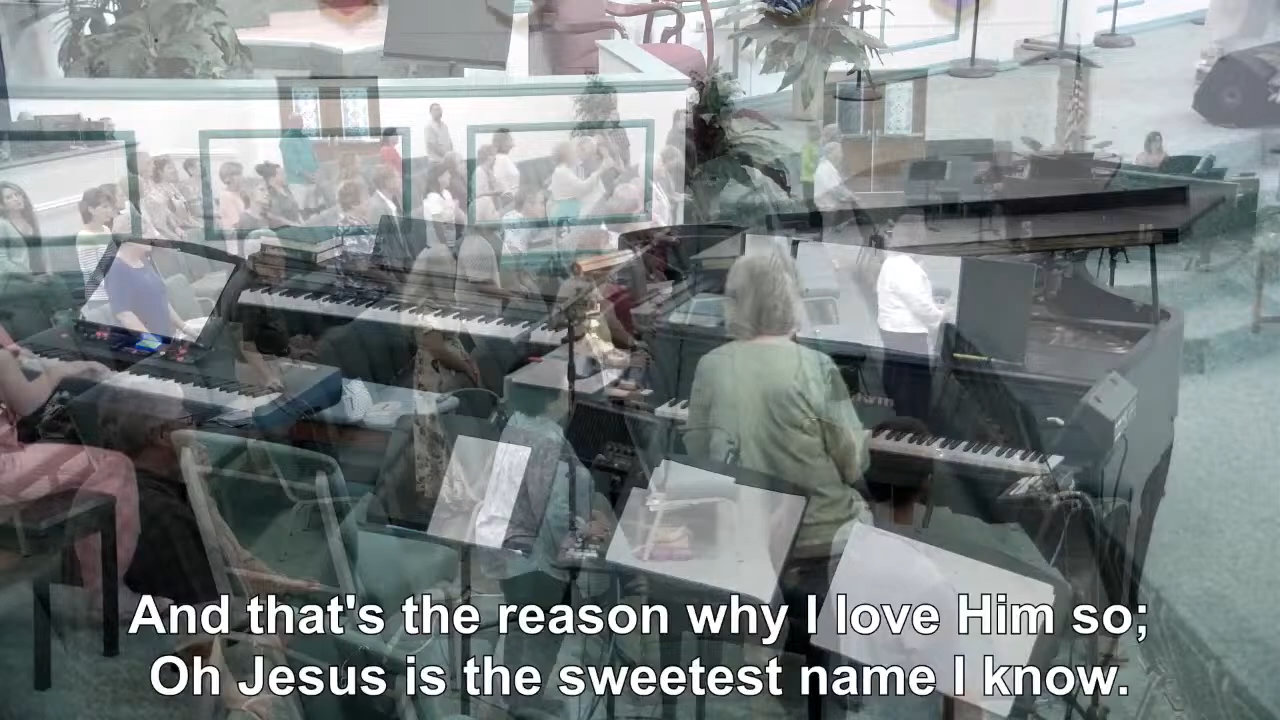 And that's the reason why I love Him so;
Oh Jesus is the sweetest name I know.